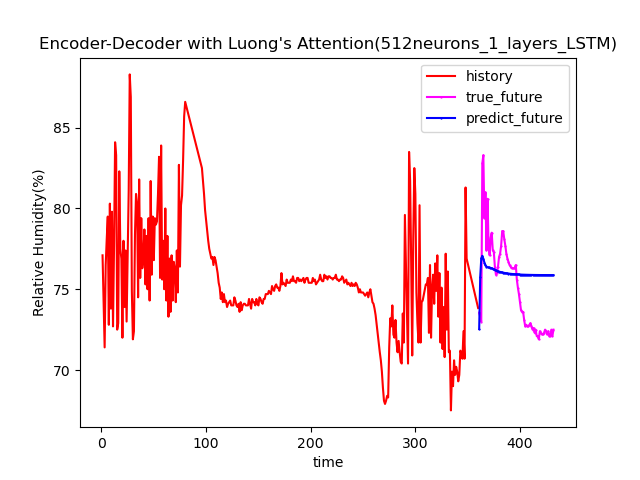 Encoder-Decoder with Luong's Attention(512neurons_1_layers_LSTM)
history
true_future
predict_future
Relative Humidity(%)
85
80
75
70
0 100 200 300 400
time